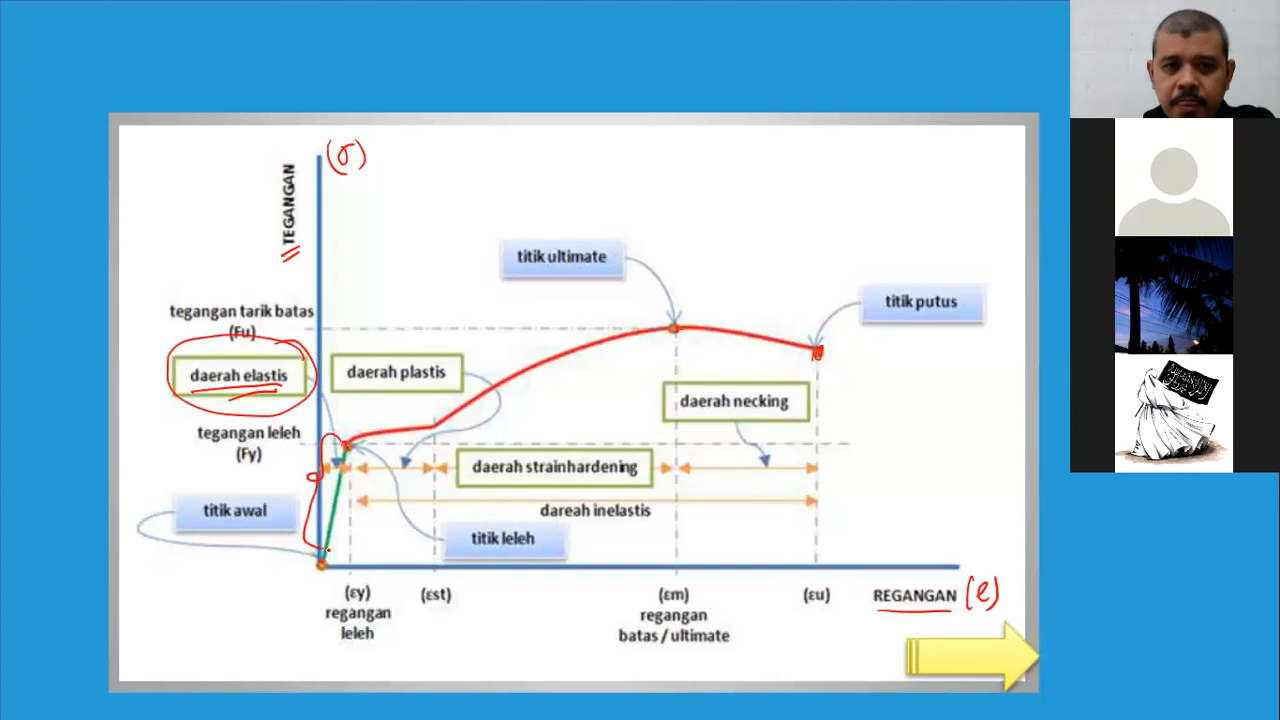 (σ)
TEGANGAN
titik ultimate
titik putus
tegangan tarik batas
(Fu)
daerah elastis
daerah plastis
daerah necking
tegangan leleh
(Fy)
daerah strainhardening
dareah inelastis
titik awal
titik leleh
(εy)
regangan
leleh
(εst)
(εm)
regangan
batas / ultimate
(εu)
REGANGAN (e)